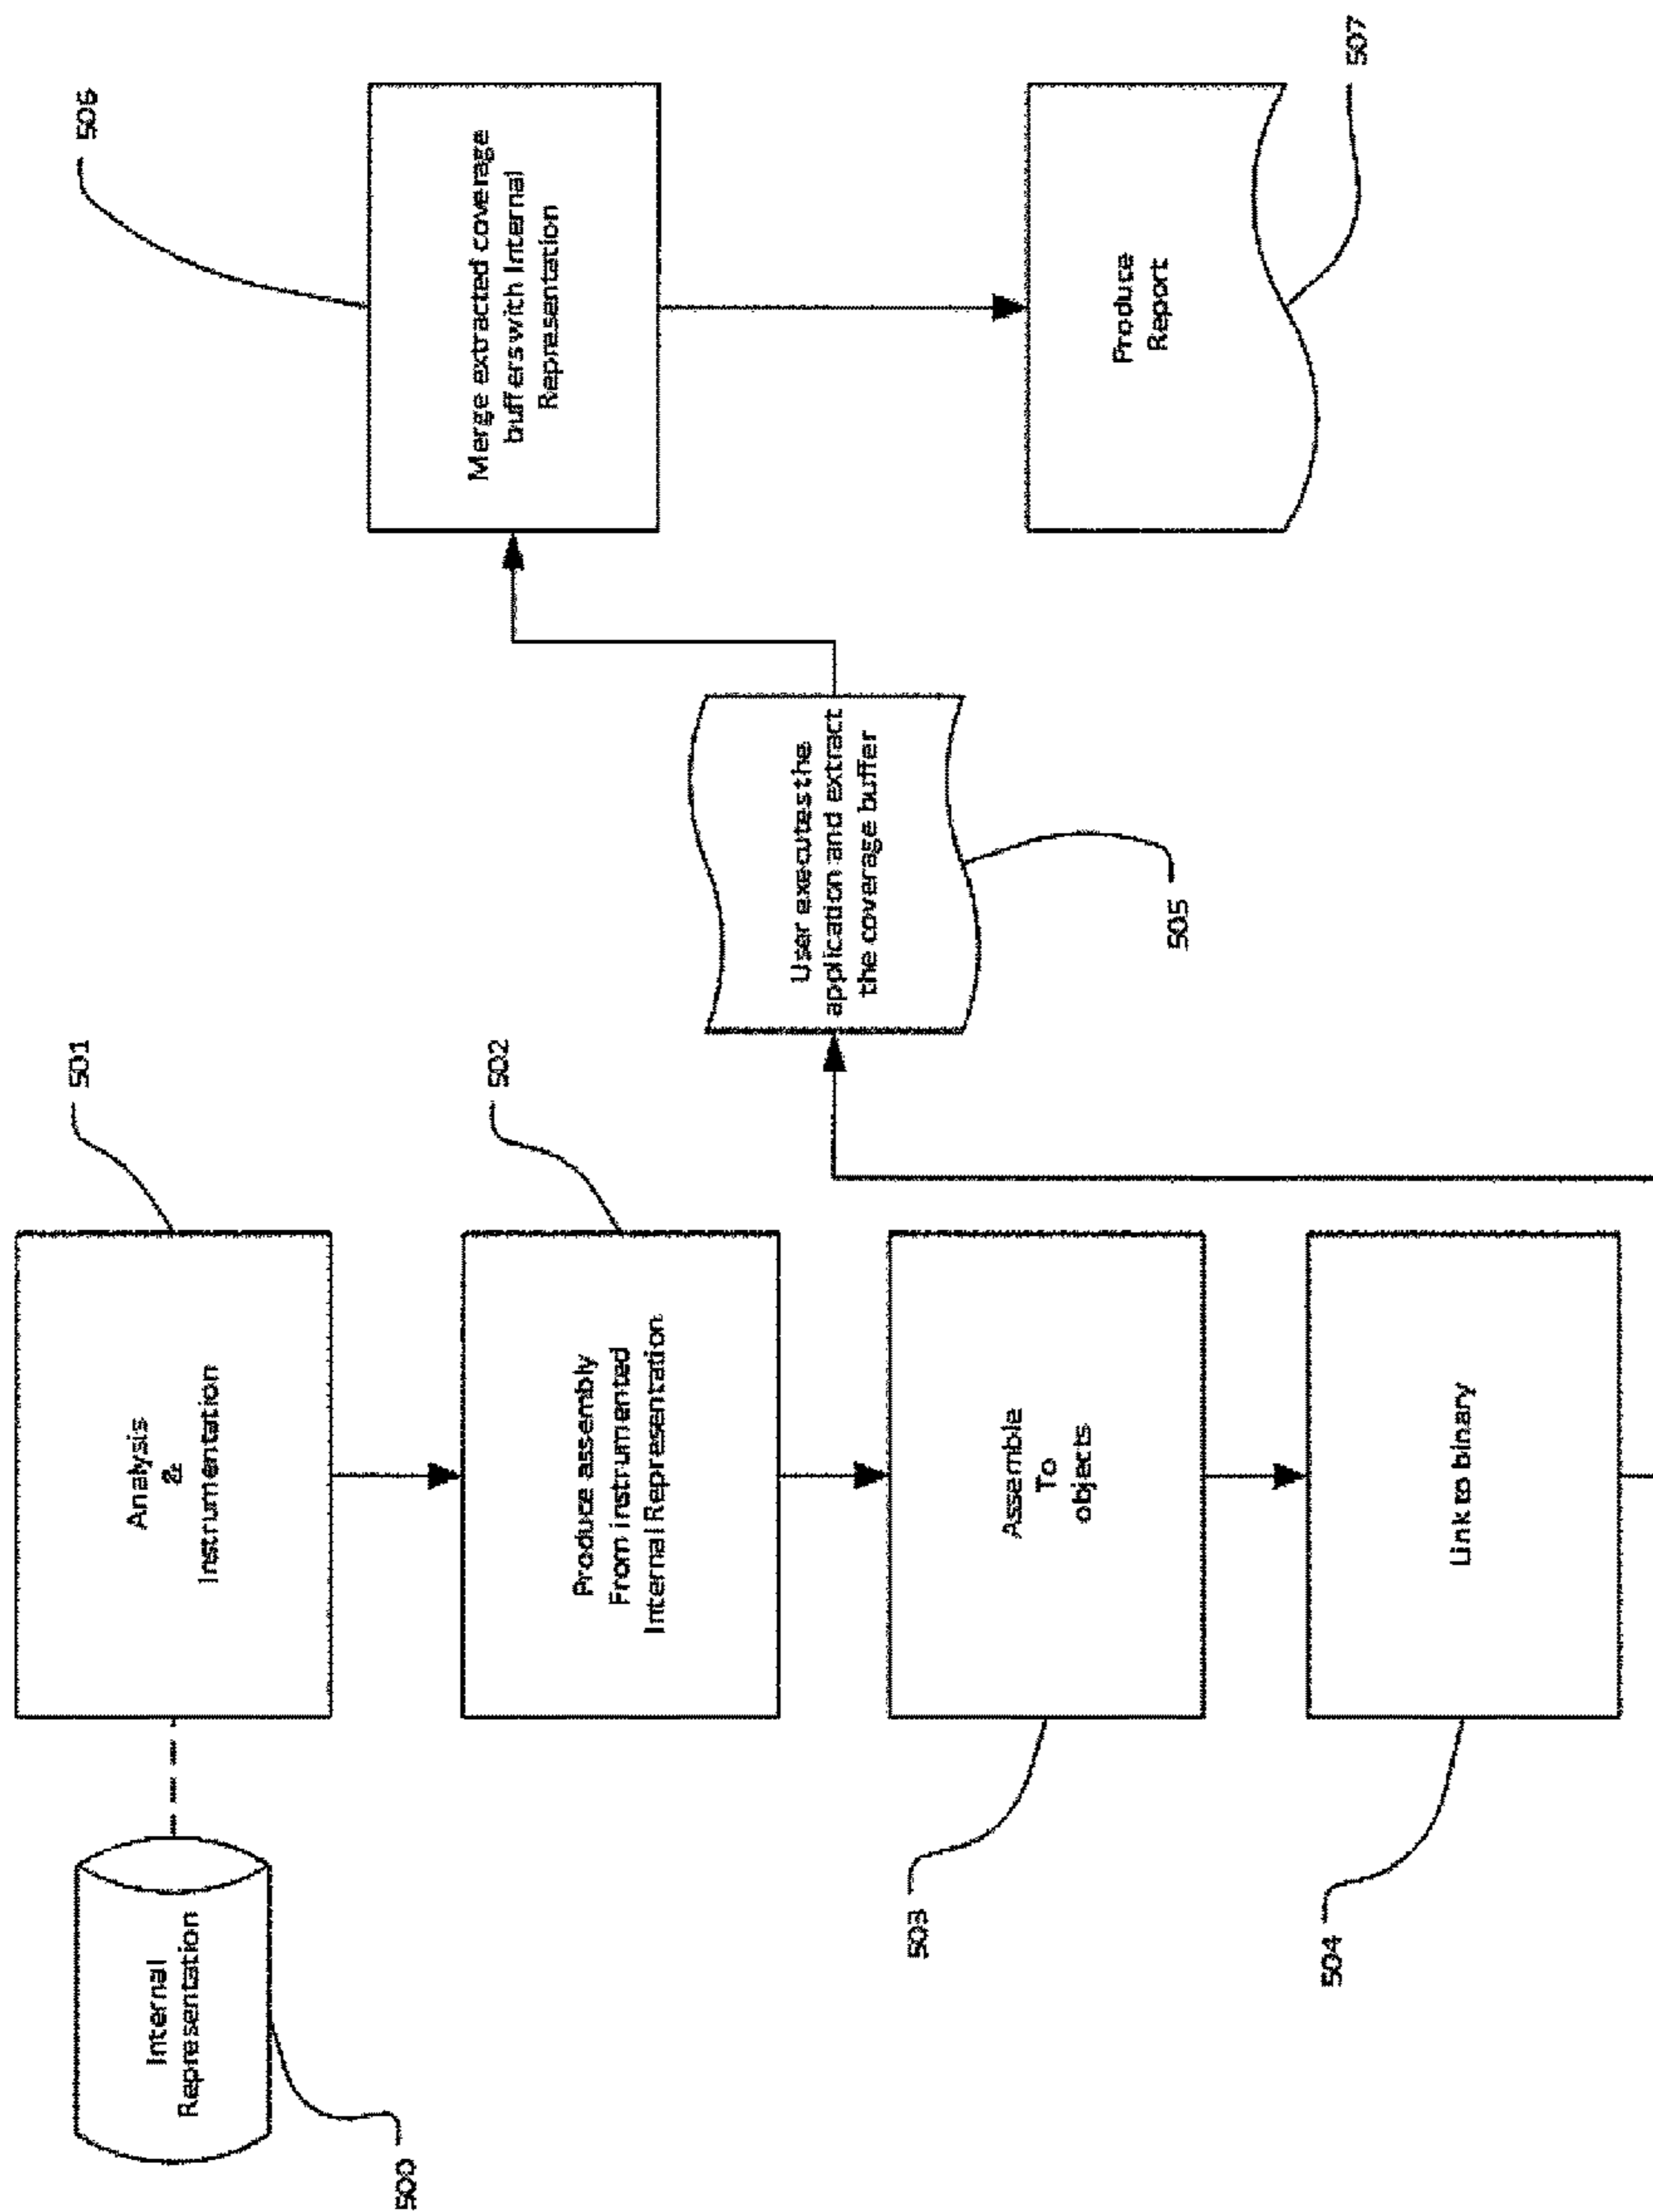 500
Internal
Representation
501
Analysis
&
Instrumentation
502
Produce assembly
From instrumented
Internal Representation
503
Assemble
To
objects
504
Link to binary
505
User executes the
application and extract
the coverage buffer
506
Merge extracted coverage
buffers with Internal
Representation
507
Produce
Report